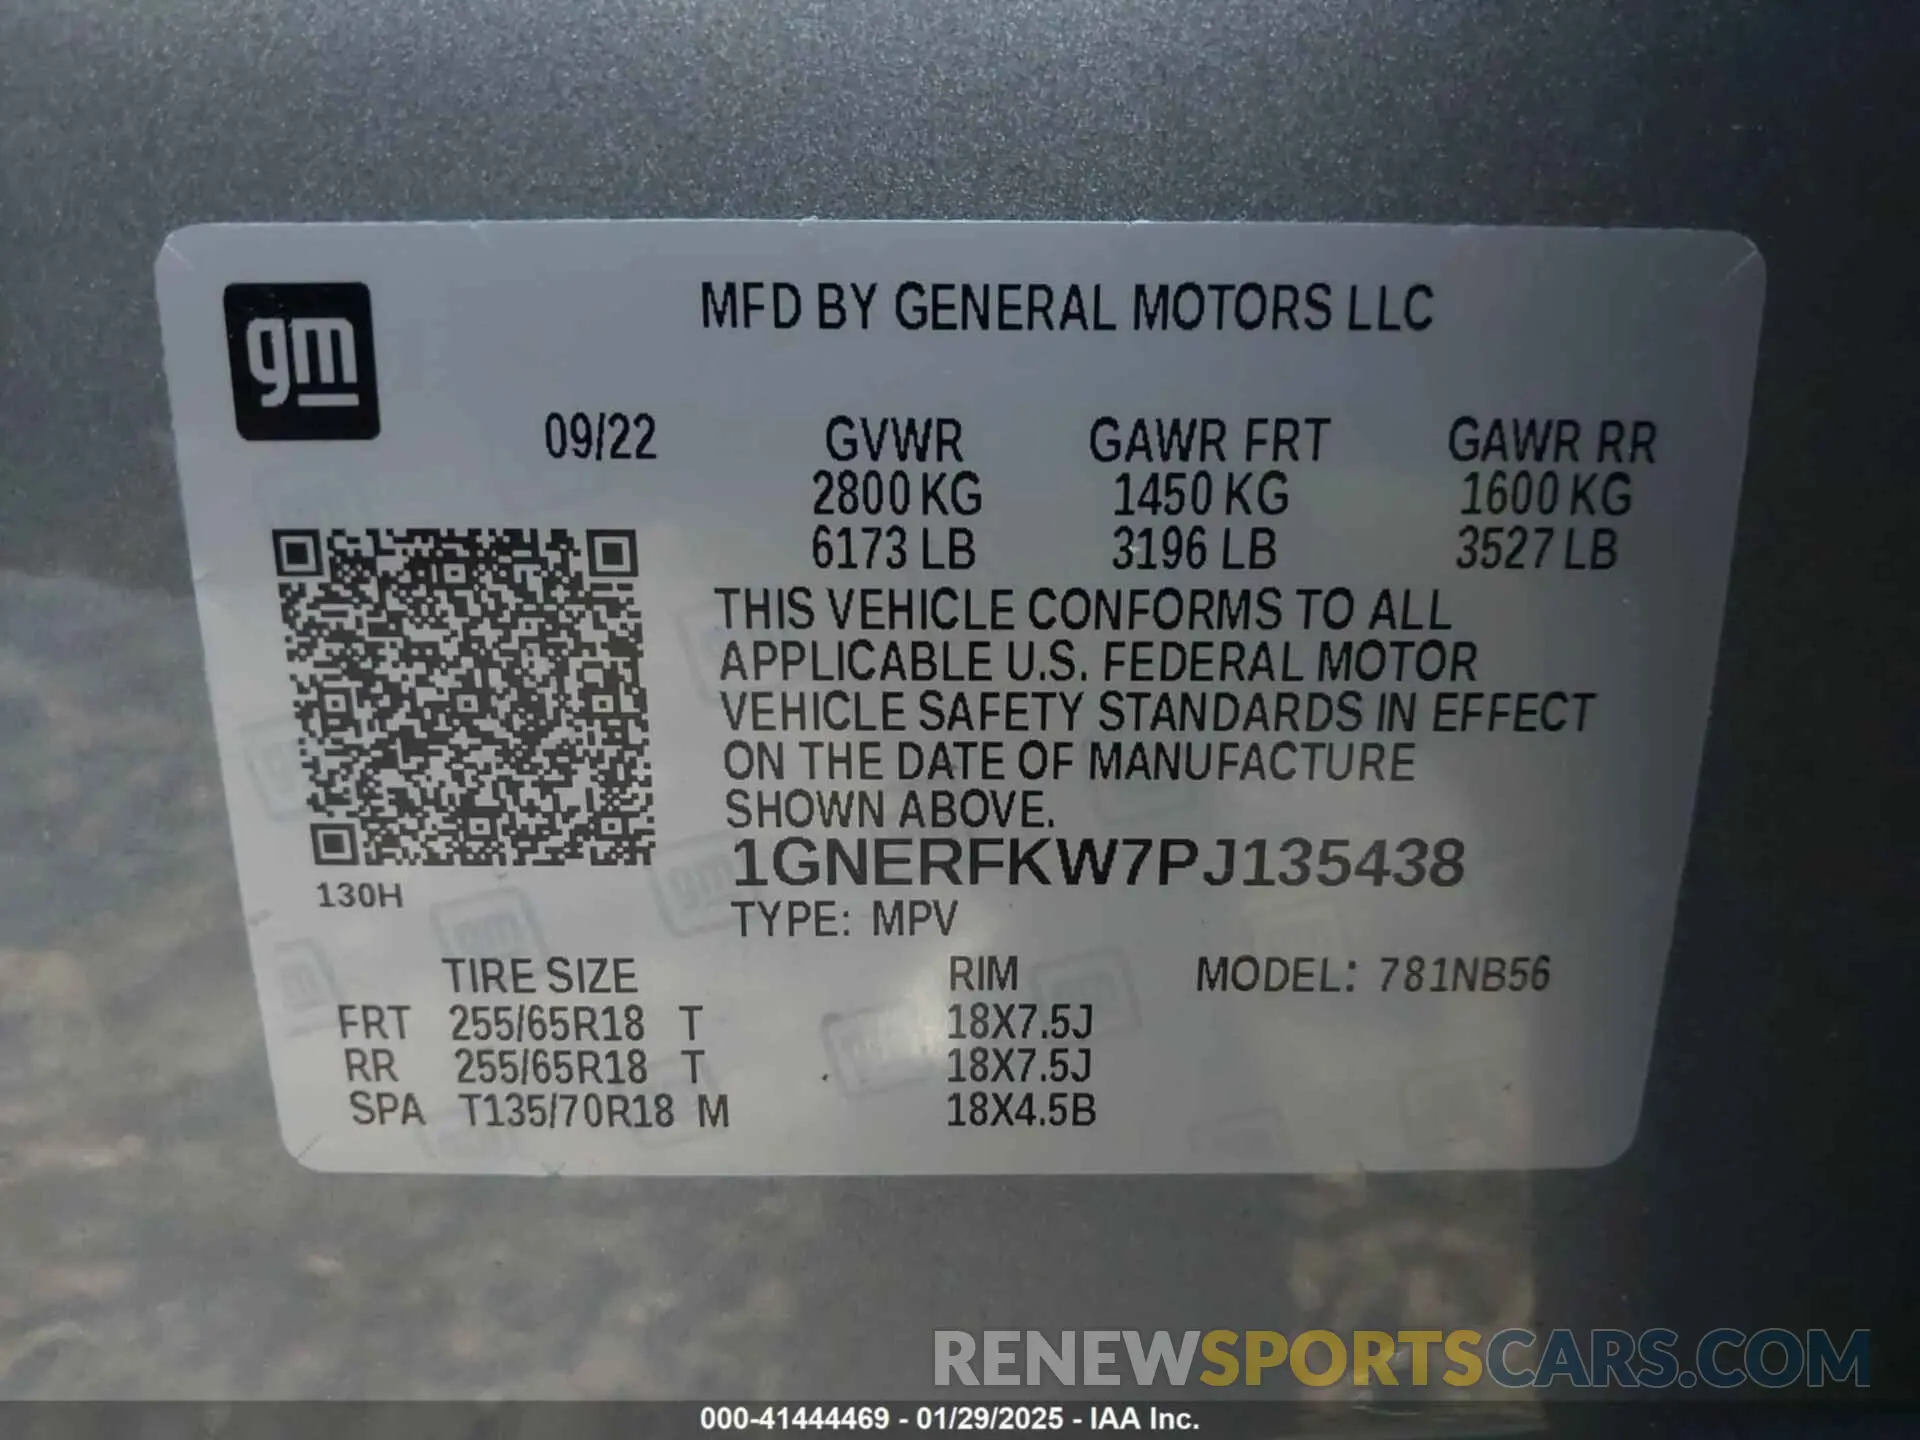 gm
MFD BY GENERAL MOTORS LLC
09/22 GVWR GAWR FRT GAWR RR
2800 KG 1450 KG 1600 KG
6173 LB 3196 LB 3527 LB
THIS VEHICLE CONFORMS TO ALL
APPLICABLE U.S. FEDERAL MOTOR
VEHICLE SAFETY STANDARDS IN EFFECT
ON THE DATE OF MANUFACTURE
SHOWN ABOVE.
1GNERFKW7PJ135438
130H
TYPE: MPV
TIRE SIZE RIM MODEL: 781NB56
FRT 255/65R18 T 18X7.5J
RR 255/65R18 T 18X7.5J
SPA T135/70R18 M 18X4.5B
RENEWSPORTSCARS.COM
000-41444469 - 01/29/2025 - IAA Inc.